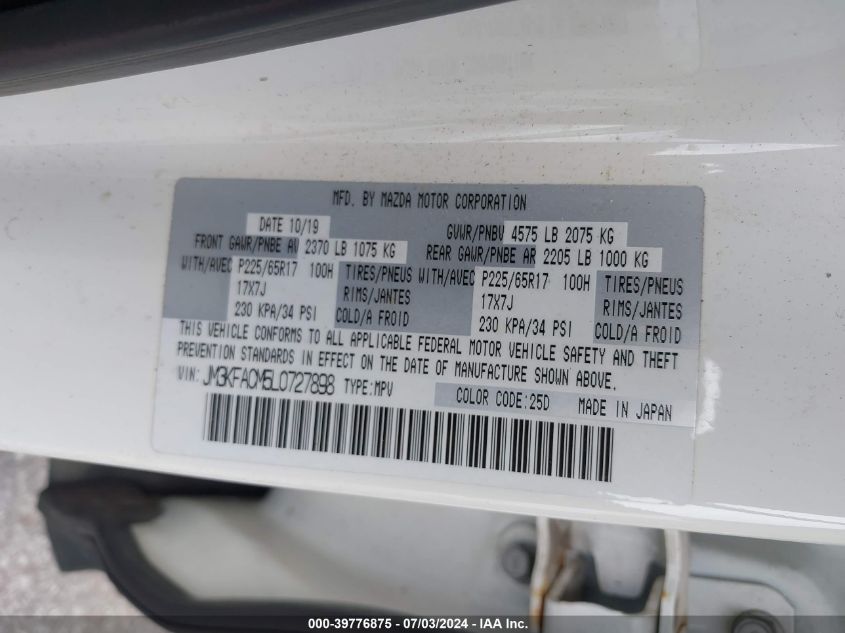 MFD. BY MAZDA MOTOR CORPORATION
DATE 10/19 GVWR/PNBV 4575 LB 2075 KG
FRONT GAWR/PNBE AV 2370 LB 1075 KG REAR GAWR/PNBE AR 2205 LB 1000 KG
WITH/AVEC P225/65R17 100H TIRES/PNEUS WITH/AVEC P225/65R17 100H TIRES/PNEUS
17X7J RIMS/JANTES 17X7J RIMS/JANTES
230 KPA/34 PSI COLD/A FROID 230 KPA/34 PSI COLD/A FROID
THIS VEHICLE CONFORMS TO ALL APPLICABLE FEDERAL MOTOR VEHICLE SAFETY AND THEFT
PREVENTION STANDARDS IN EFFECT ON THE DATE OF MANUFACTURE SHOWN ABOVE.
VIN: JM3KFACM5L0727898 TYPE:MPV COLOR CODE:25D MADE IN JAPAN
000-39776875 / 07/03/2024 - IAA Inc.